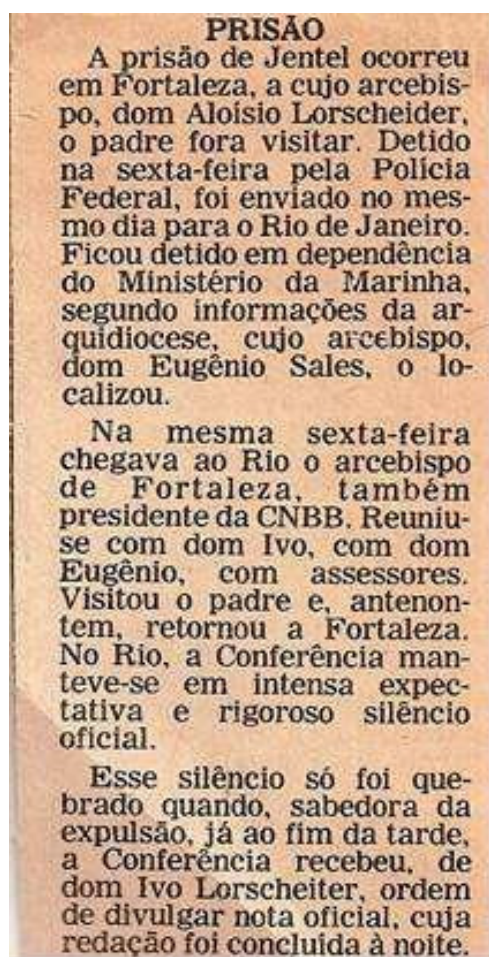 PRISÃO
A prisão de Jentel ocorreu
em Fortaleza, a cujo arcebis-
po, dom Aloisio Lorscheider,
o padre fora visitar. Detido
na sexta-feira pela Polícia
Federal, foi enviado no mes-
mo dia para o Rio de Janeiro.
Ficou detido em dependência
do Ministério da Marinha,
segundo informações da ar-
quidiocese, cujo arcebispo,
dom Eugênio Sales, o lo-
calizou.
Na mesma sexta-feira
chegava ao Rio o arcebispo
de Fortaleza, também
presidente da CNBB. Reuniu-
se com dom Ivo, com dom
Eugênio, com assessores.
Visitou o padre e, antenon-
tem, retornou a Fortaleza.
No Rio, a Conferência man-
teve-se em intensa expec-
tativa e rigoroso silêncio
oficial.
Esse silêncio só foi que-
brado quando, sabedora da
expulsão, já ao fim da tarde,
a Conferência recebeu, de
dom Ivo Lorscheiter, ordem
de divulgar nota oficial, cuja
redação foi concluída à noite.